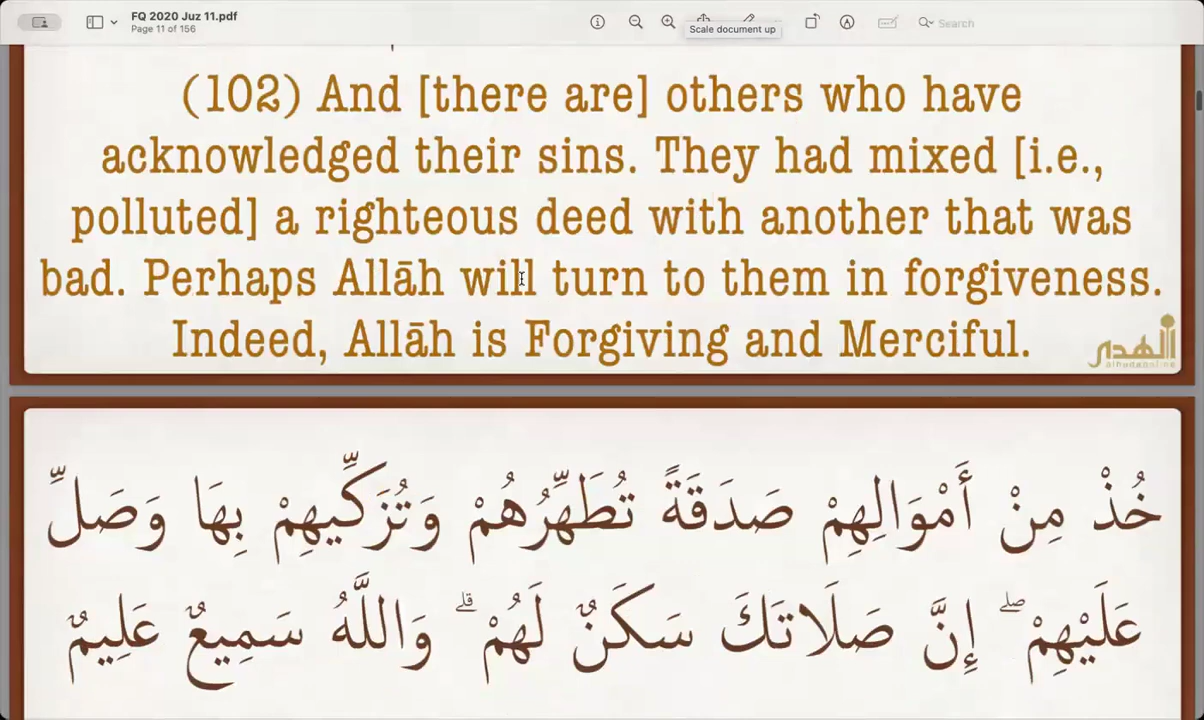 FQ 2020 Juz 11.pdf
Page 11 of 156
Search
Scale document up
(102) And [there are] others who have
acknowledged their sins. They had mixed [i.e.,
polluted] a righteous deed with another that was
bad. Perhaps Allāh will turn to them in forgiveness.
Indeed, Allāh is Forgiving and Merciful.
الهدى
alhudaonline
خُذْ مِنْ أَمْوَالِهِمْ صَدَقَةً تُطَهِّرُهُمْ وَتُزَكِّيهِمْ بِهَا وَصَلِّ
عَلَيْهِمْ ۖ إِنَّ صَلَاتَكَ سَكَنٌ لَهُمْ ۗ وَاللَّهُ سَمِيعٌ عَلِيمٌ